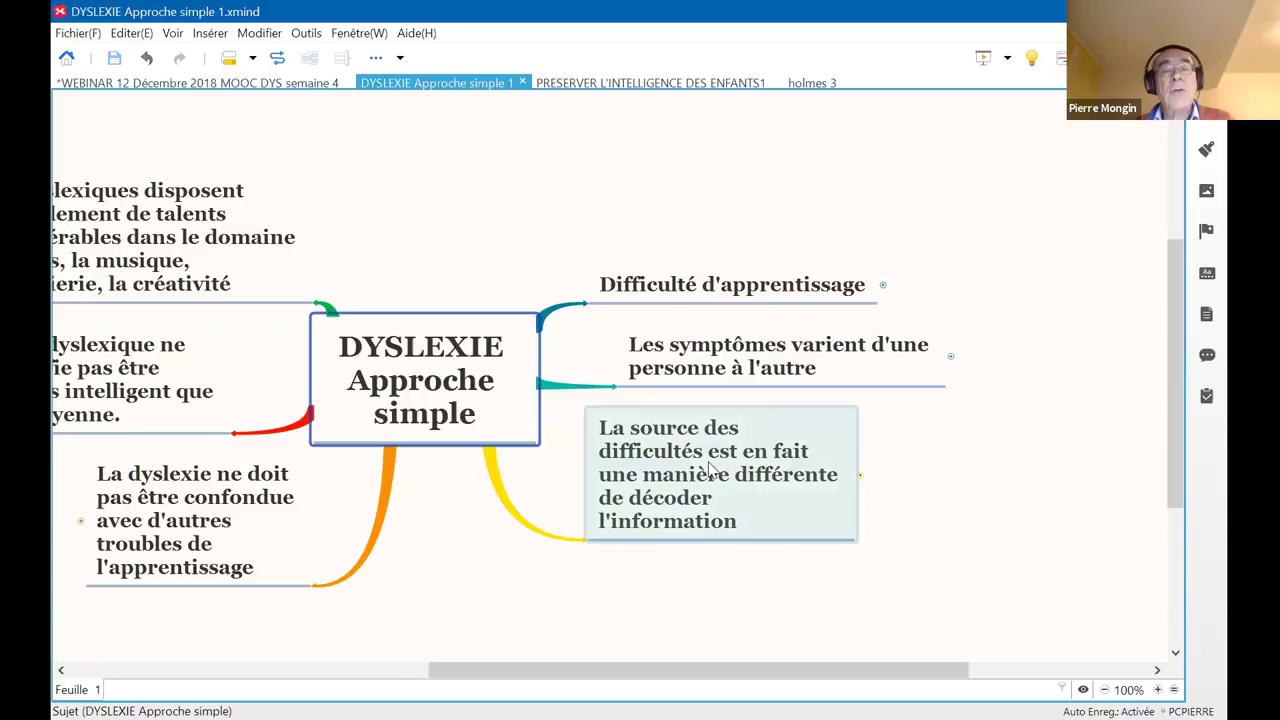 DYSLEXIE Approche simple 1.xmind
Fichier(F) Editer(E) Voir Insérer Modifier Outils Fenêtre(W) Aide(H)
*WEBINAR 12 Décembre 2018 MOOC DYS semaine 4 DYSLEXIE Approche simple 1 PRESERVER L'INTELLIGENCE DES ENFANTS1 holmes 3
Pierre Mongin
lexiques disposent
lement de talents
érables dans le domaine
s, la musique,
ierie, la créativité
lyslexique ne
ie pas être
s intelligent que
yenne.
La dyslexie ne doit
pas être confondue
avec d'autres
troubles de
l'apprentissage
DYSLEXIE
Approche
simple
Difficulté d'apprentissage
Les symptômes varient d'une
personne à l'autre
La source des
difficultés est en fait
une manière différente
de décoder
l'information
Feuille 1
100%
Sujet (DYSLEXIE Approche simple)
Auto Enreg.: Activée PCPIERRE